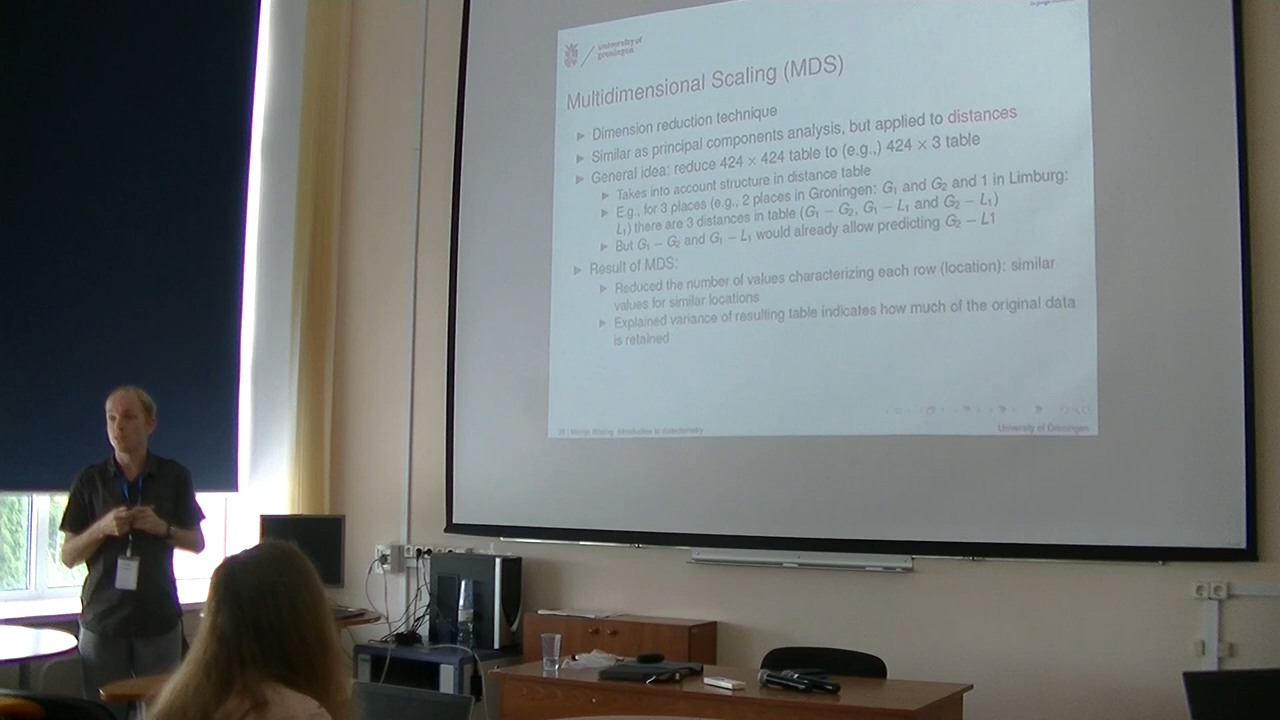 university of
groningen
Multidimensional Scaling (MDS)
Dimension reduction technique
Similar as principal components analysis, but applied to distances
General idea: reduce 424 × 424 table to (e.g.,) 424 × 3 table
Takes into account structure in distance table
E.g., for 3 places (e.g., 2 places in Groningen: G₁ and G₂ and 1 in Limburg:
L₁) there are 3 distances in table (G₁ − G₂, G₁ − L₁ and G₂ − L₁)
But G₁ − G₂ and G₁ − L₁ would already allow predicting G₂ − L1
Result of MDS:
Reduced the number of values characterizing each row (location): similar
values for similar locations
Explained variance of resulting table indicates how much of the original data
is retained
Introduction to dialectometry
University of Groningen